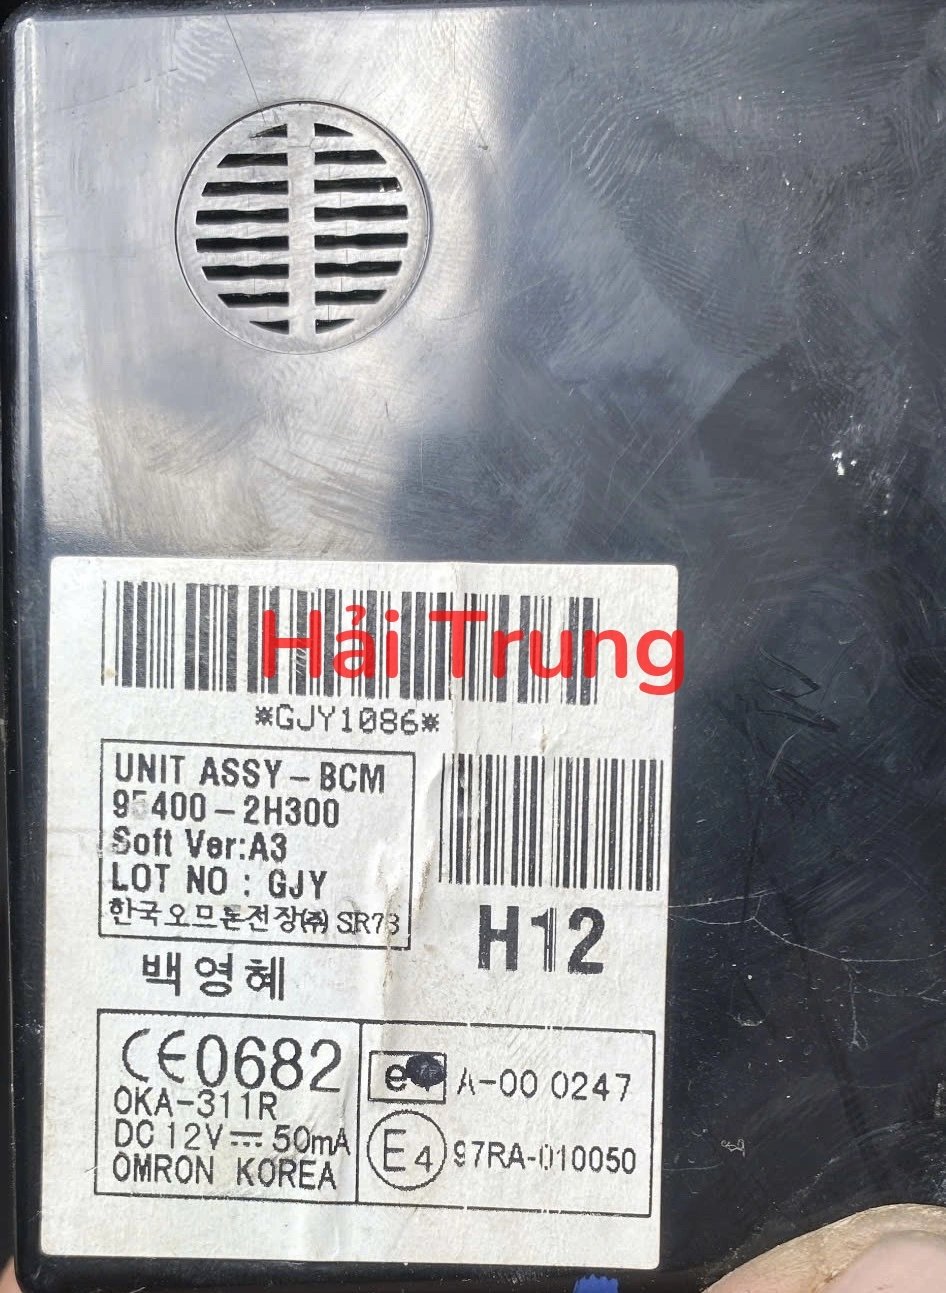 Hải Trung
*GJY1086*
UNIT ASSY-BCM
95400-2H300
Soft Ver:A3
LOT NO : GJY
한국오므론전장(주) SR73
H12
백영혜
CE0682
OKA-311R
DC 12V ⎓ 50mA
OMRON KOREA
e4 A-00 0247
E4 97RA-010050